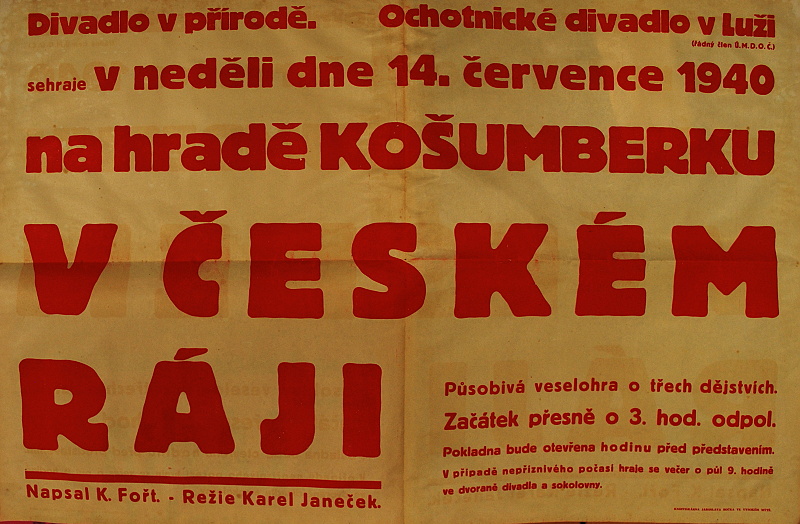 Divadlo v přírodě. Ochotnické divadlo v Luži
(řádný člen Ú.M.D.O.Č.)
sehraje v neděli dne 14. července 1940
na hradě KOŠUMBERKU
V ČESKÉM
RÁJI
Napsal K. Fořt. - Režie Karel Janeček.
Působivá veselohra o třech dějstvích.
Začátek přesně o 3. hod. odpol.
Pokladna bude otevřena hodinu před představením.
V případě nepříznivého počasí hraje se večer o půl 9. hodině
ve dvoraně divadla a sokolovny.